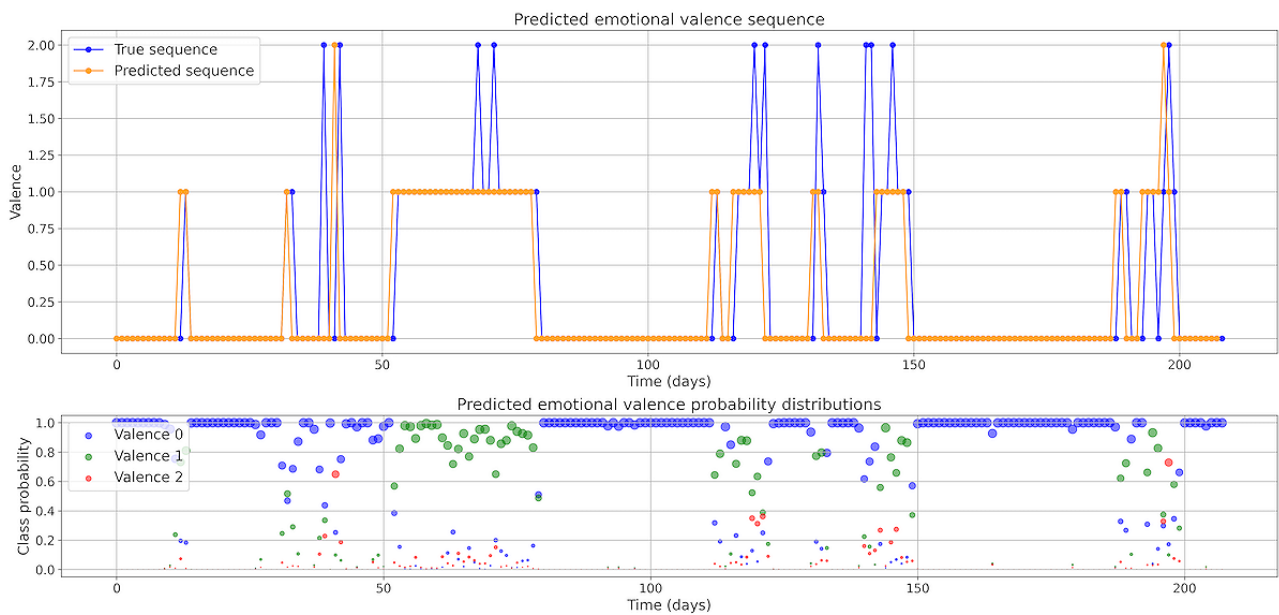 Predicted emotional valence sequence
True sequence
Predicted sequence
Valence
2.00
1.75
1.50
1.25
1.00
0.75
0.50
0.25
0.00
0 50 100 150 200
Time (days)
Predicted emotional valence probability distributions
Valence 0
Valence 1
Valence 2
Class probability
1.0
0.8
0.6
0.4
0.2
0.0
0 50 100 150 200
Time (days)